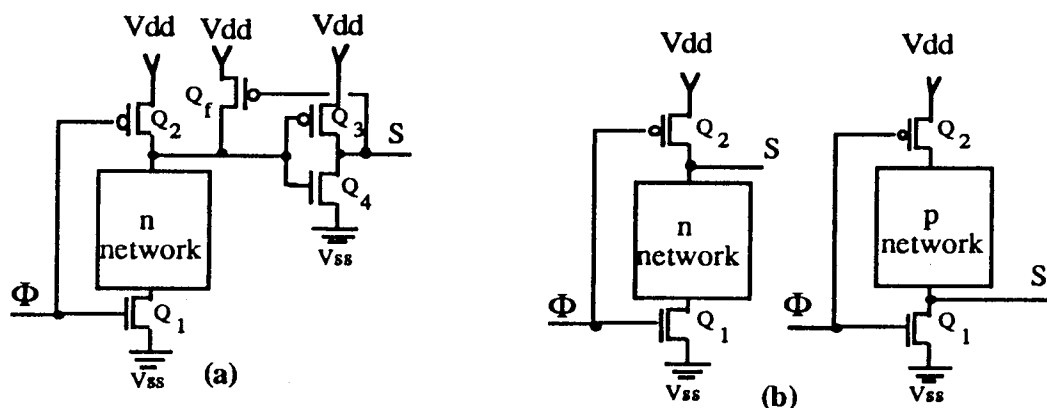 Vdd Vdd Vdd
Q2 Qf Q3 S
n network
Q4
Vss
Φ
Q1
Vss
(a)
Vdd Vdd
Q2 S Q2
n network
p network
S
Φ Q1 Φ Q1
Vss Vss
(b)